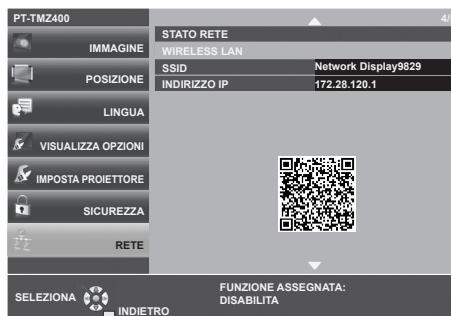 PT-TMZ400
4/
STATO RETE
WIRELESS LAN
SSID Network Display9829
INDIRIZZO IP 172.28.120.1
IMMAGINE
POSIZIONE
LINGUA
VISUALIZZA OPZIONI
IMPOSTA PROIETTORE
SICUREZZA
RETE
SELEZIONA
INDIETRO
FUNZIONE ASSEGNATA:
DISABILITA